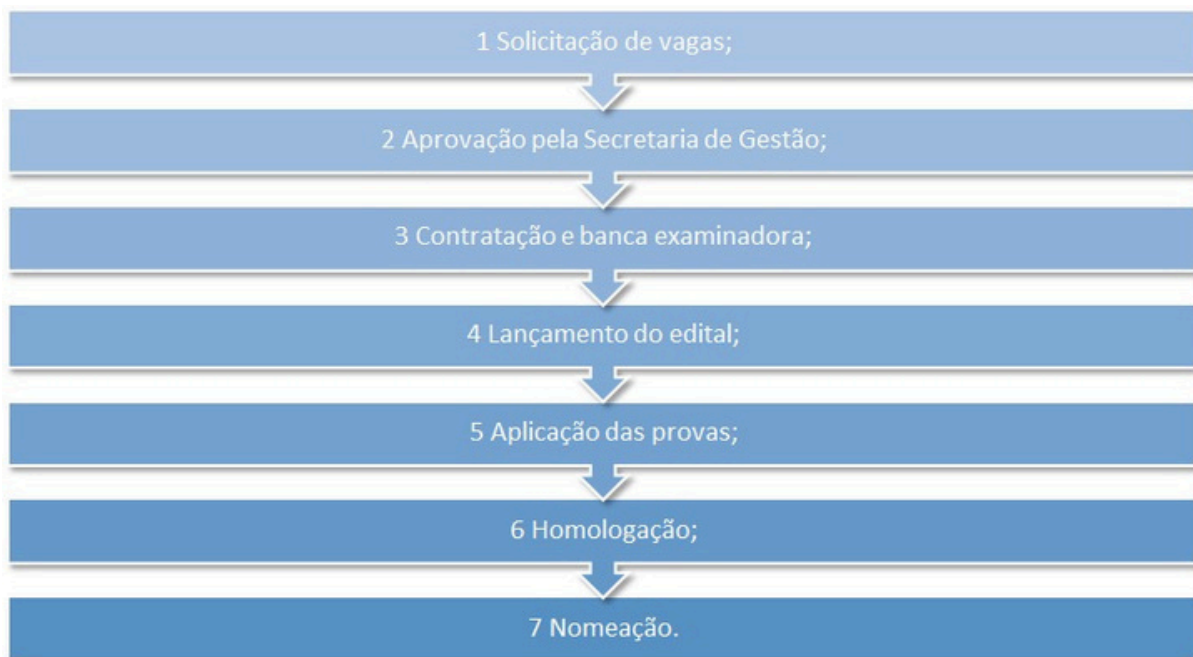 1 Solicitação de vagas;
2 Aprovação pela Secretaria de Gestão;
3 Contratação e banca examinadora;
4 Lançamento do edital;
5 Aplicação das provas;
6 Homologação;
7 Nomeação.